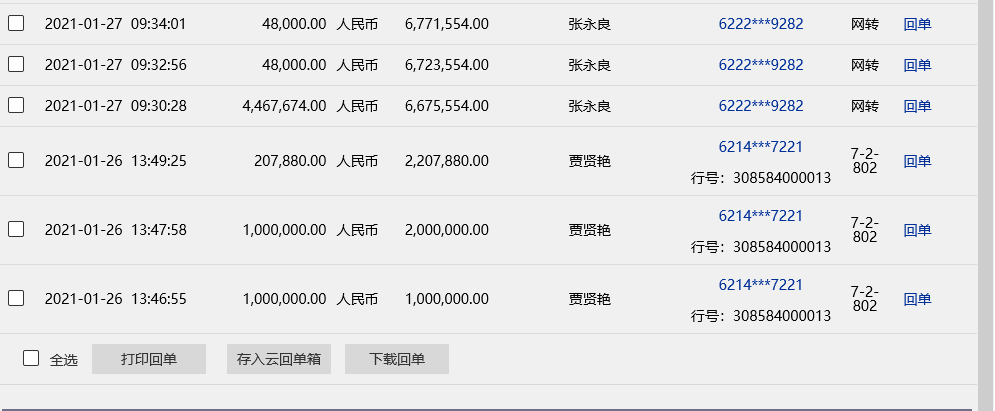 2021-01-27 09:34:01 48,000.00 人民币 6,771,554.00 张永良 6222***9282 网转 回单
2021-01-27 09:32:56 48,000.00 人民币 6,723,554.00 张永良 6222***9282 网转 回单
2021-01-27 09:30:28 4,467,674.00 人民币 6,675,554.00 张永良 6222***9282 网转 回单
2021-01-26 13:49:25 207,880.00 人民币 2,207,880.00 贾贤艳 6214***7221 7-2-802 回单
行号：308584000013
2021-01-26 13:47:58 1,000,000.00 人民币 2,000,000.00 贾贤艳 6214***7221 7-2-802 回单
行号：308584000013
2021-01-26 13:46:55 1,000,000.00 人民币 1,000,000.00 贾贤艳 6214***7221 7-2-802 回单
行号：308584000013
全选 打印回单 存入云回单箱 下载回单